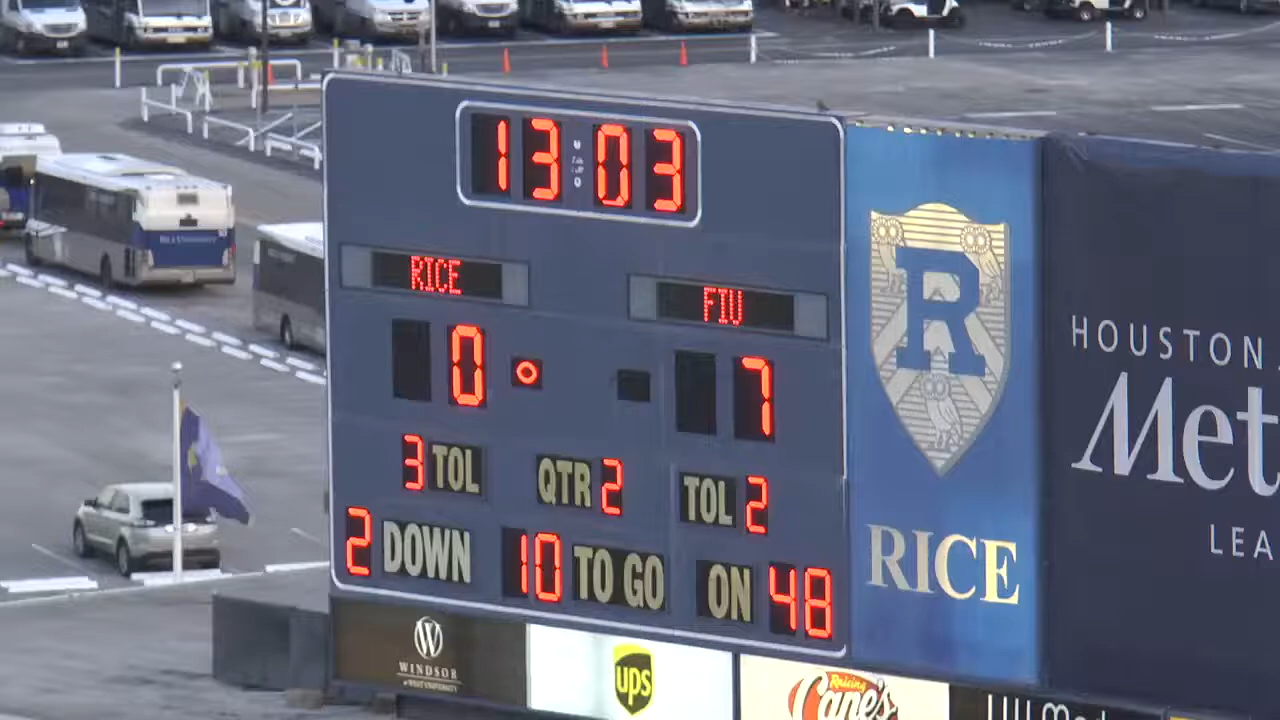 13:03
RICE
FIU
0
7
3 TOL
QTR 2
TOL 2
2 DOWN
10 TO GO
ON 48
R
RICE
HOUSTON
Met
LEA
W
WINDSOR
ups
Raising
Cane's